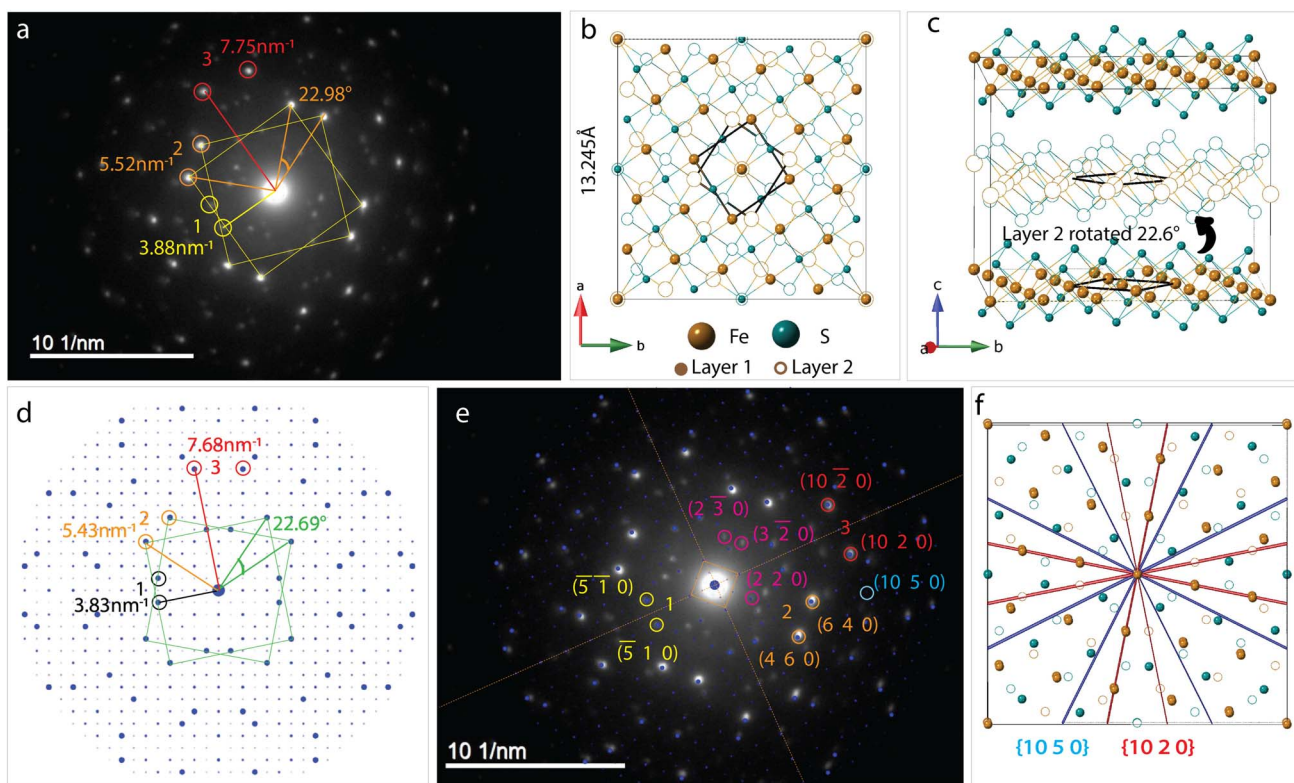 a
3
7.75nm⁻¹
22.98°
2
5.52nm⁻¹
1
3.88nm⁻¹
10 1/nm
b
13.245Å
a
b
Fe
S
Layer 1
Layer 2
c
Layer 2 rotated 22.6°
c
a
b
d
7.68nm⁻¹
3
2
5.43nm⁻¹
22.69°
1
3.83nm⁻¹
e
(10 2̅ 0)
(2 3̅ 0)
3
(3 2̅ 0)
(10 2 0)
(5̅ 1̅ 0)
(2 2 0)
(10 5 0)
1
2
(6 4 0)
(5̅ 1 0)
(4 6 0)
10 1/nm
f
{10 5 0}
{10 2 0}